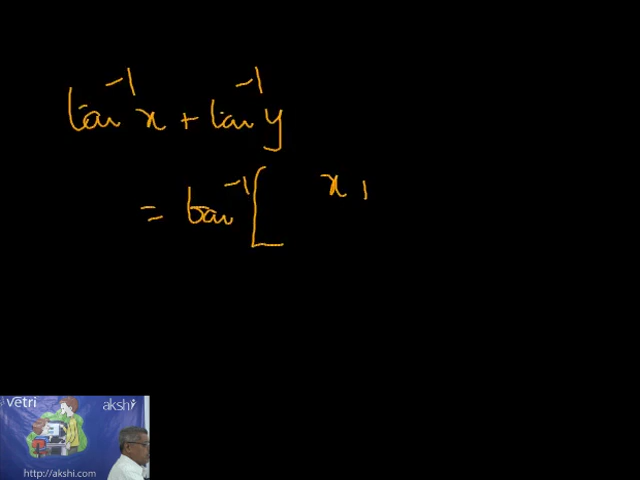 tan⁻¹x + tan⁻¹y
= tan⁻¹[ x
vetri akshi
http://akshi.com